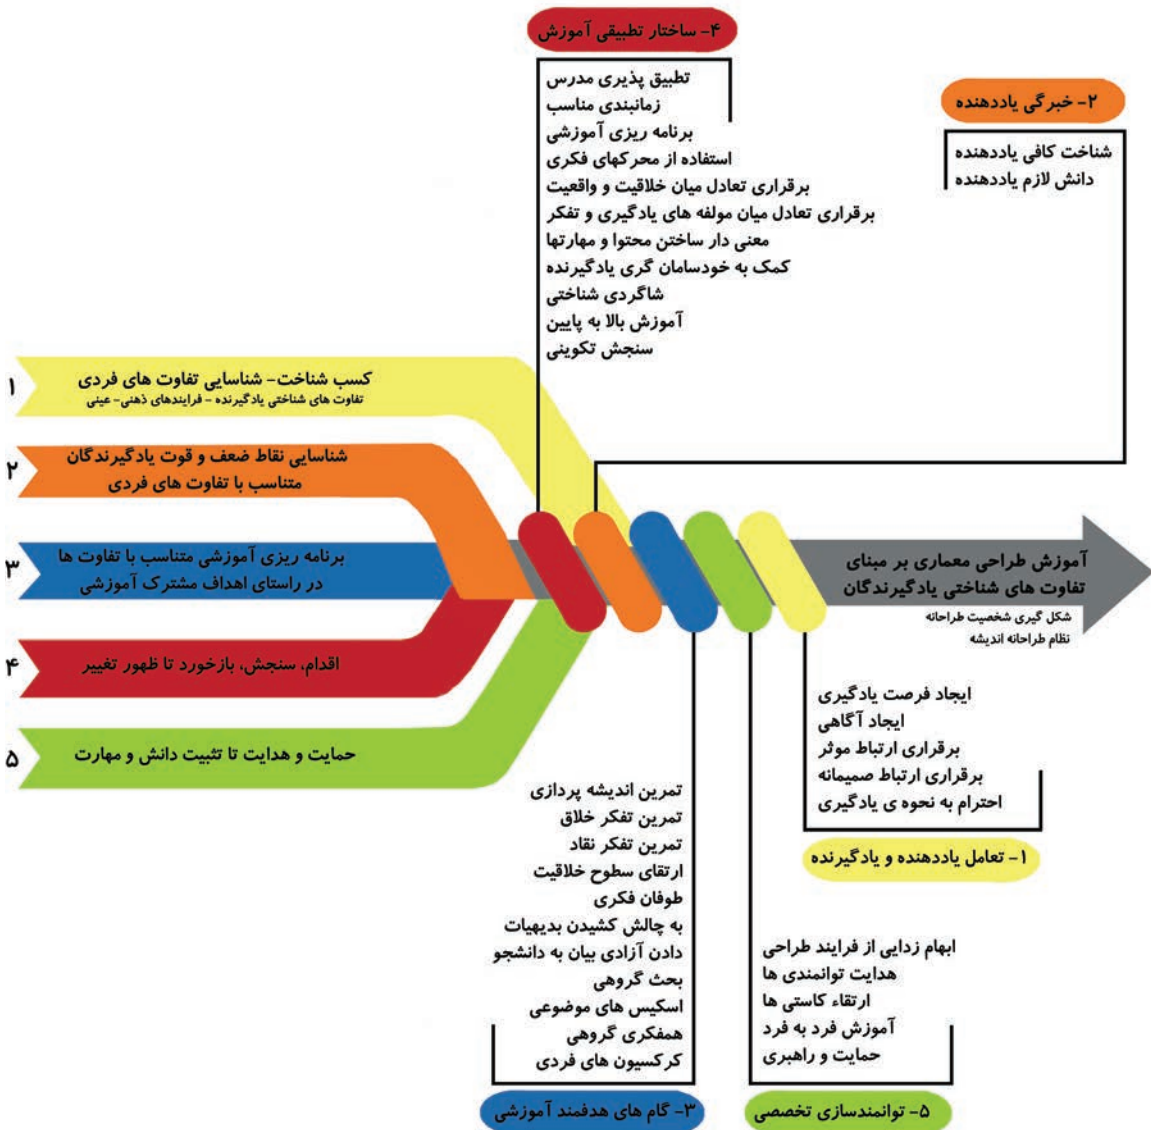 ۴- ساختار تطبیقی آموزش
تطبیق پذیری مدرس
زمانبندی مناسب
برنامه ریزی آموزشی
استفاده از محرکهای فکری
برقراری تعادل میان خلاقیت و واقعیت
برقراری تعادل میان مولفه های یادگیری و تفکر
معنی دار ساختن محتوا و مهارتها
کمک به خودسامان گری یادگیرنده
شاگردی شناختی
آموزش بالا به پایین
سنجش تکوینی
۲- خبرگی یاددهنده
شناخت کافی یاددهنده
دانش لازم یاددهنده
۱
کسب شناخت- شناسایی تفاوت های فردی
تفاوت های شناختی یادگیرنده - فرایندهای ذهنی- عینی
۲
شناسایی نقاط ضعف و قوت یادگیرندگان
متناسب با تفاوت های فردی
۳
برنامه ریزی آموزشی متناسب با تفاوت ها
در راستای اهداف مشترک آموزشی
۴
اقدام، سنجش، بازخورد تا ظهور تغییر
۵
حمایت و هدایت تا تثبیت دانش و مهارت
آموزش طراحی معماری بر مبنای
تفاوت های شناختی یادگیرندگان
شکل گیری شخصیت طراحانه
نظام طراحانه اندیشه
ایجاد فرصت یادگیری
ایجاد آگاهی
برقراری ارتباط موثر
برقراری ارتباط صمیمانه
احترام به نحوه ی یادگیری
۱- تعامل یاددهنده و یادگیرنده
تمرین اندیشه پردازی
تمرین تفکر خلاق
تمرین تفکر نقاد
ارتقای سطوح خلاقیت
طوفان فکری
به چالش کشیدن بدیهیات
دادن آزادی بیان به دانشجو
بحث گروهی
اسکیس های موضوعی
همفکری گروهی
کرکسیون های فردی
۳- گام های هدفمند آموزشی
ابهام زدایی از فرایند طراحی
هدایت توانمندی ها
ارتقاء کاستی ها
آموزش فرد به فرد
حمایت و راهبری
۵- توانمندسازی تخصصی